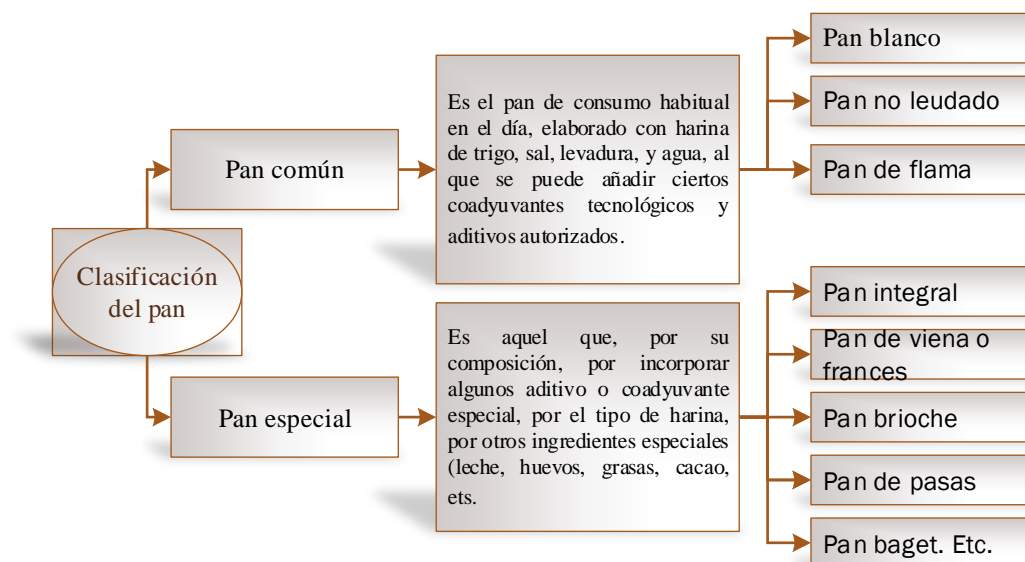 Clasificación
del pan
Pan común
Es el pan de consumo habitual
en el día, elaborado con harina
de trigo, sal, levadura, y agua, al
que se puede añadir ciertos
coadyuvantes tecnológicos y
aditivos autorizados.
Pan blanco
Pan no leudado
Pan de flama
Pan especial
Es aquel que, por su
composición, por incorporar
algunos aditivo o coadyuvante
especial, por el tipo de harina,
por otros ingredientes especiales
(leche, huevos, grasas, cacao,
ets.
Pan integral
Pan de viena o
frances
Pan brioche
Pan de pasas
Pan baget. Etc.